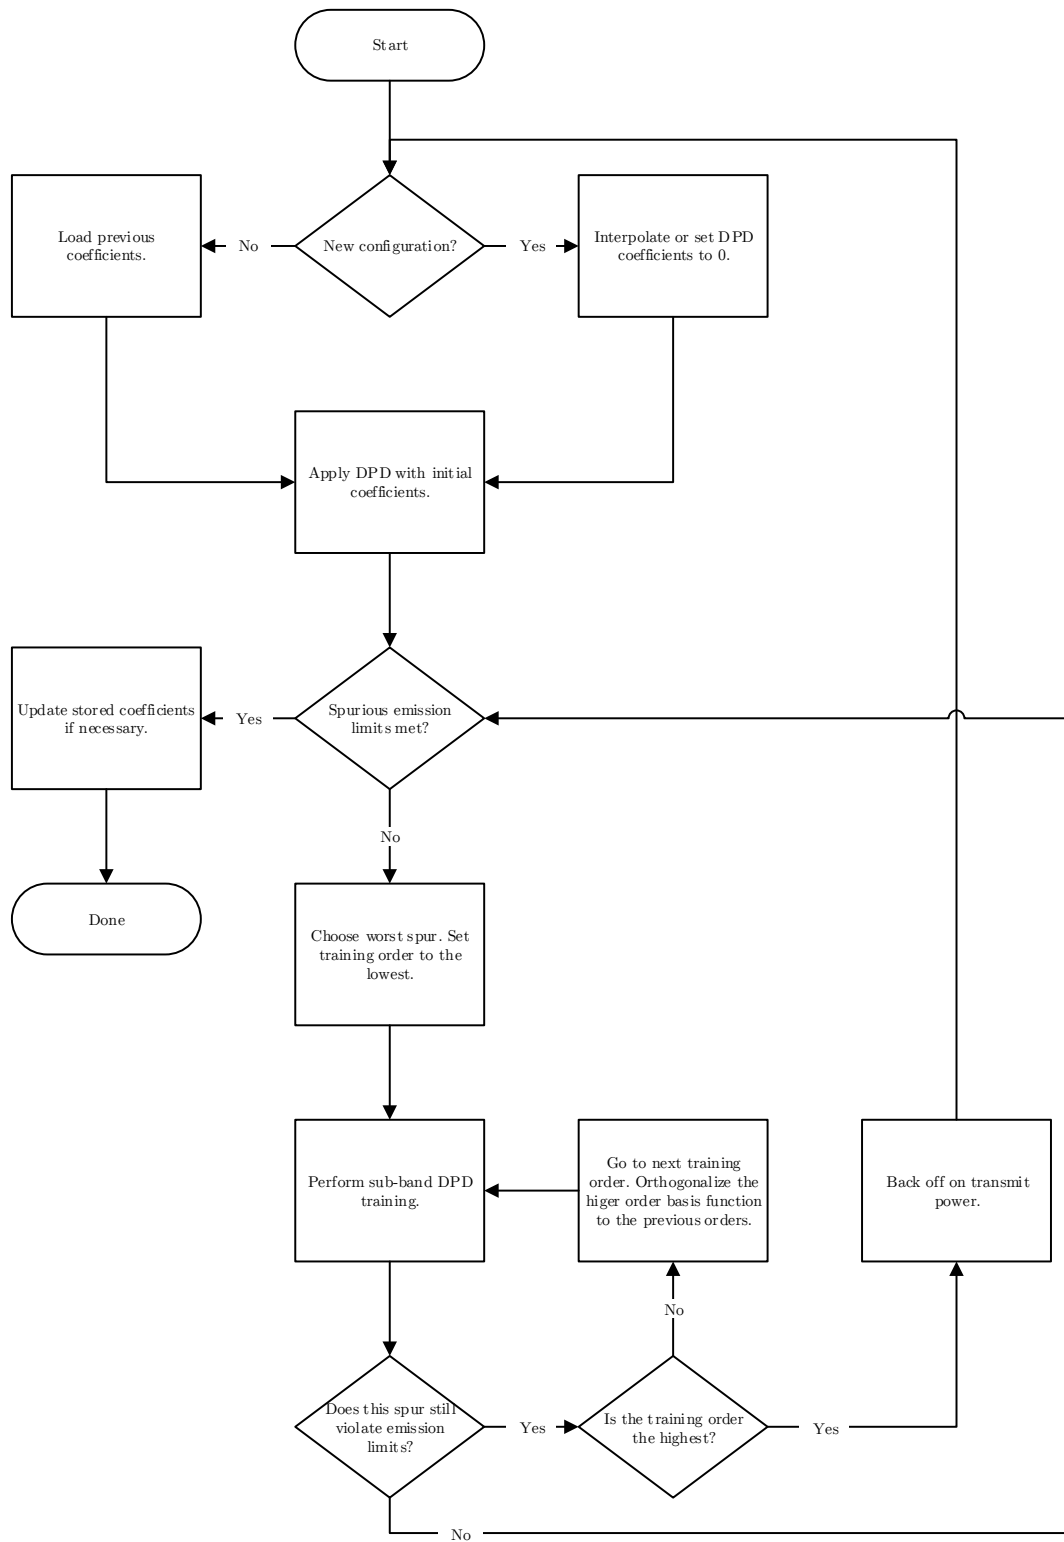 Start
New configuration?
No
Yes
Load previous
coefficients.
Interpolate or set DPD
coefficients to 0.
Apply DPD with initial
coefficients.
Spurious emission
limits met?
Yes
Update stored coefficients
if necessary.
Done
No
Choose worst spur. Set
training order to the
lowest.
Perform sub-band DPD
training.
Go to next training
order. Orthogonalize the
higer order basis function
to the previous orders.
Back off on transmit
power.
No
Does this spur still
violate emission
limits?
Yes
Is the training order
the highest?
Yes
No